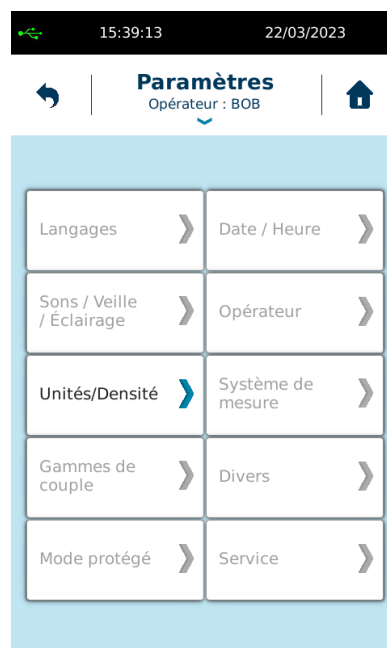 15:39:13 22/03/2023
Paramètres
Opérateur : BOB
Langages
Date / Heure
Sons / Veille
/ Éclairage
Opérateur
Unités/Densité
Système de
mesure
Gammes de
couple
Divers
Mode protégé
Service